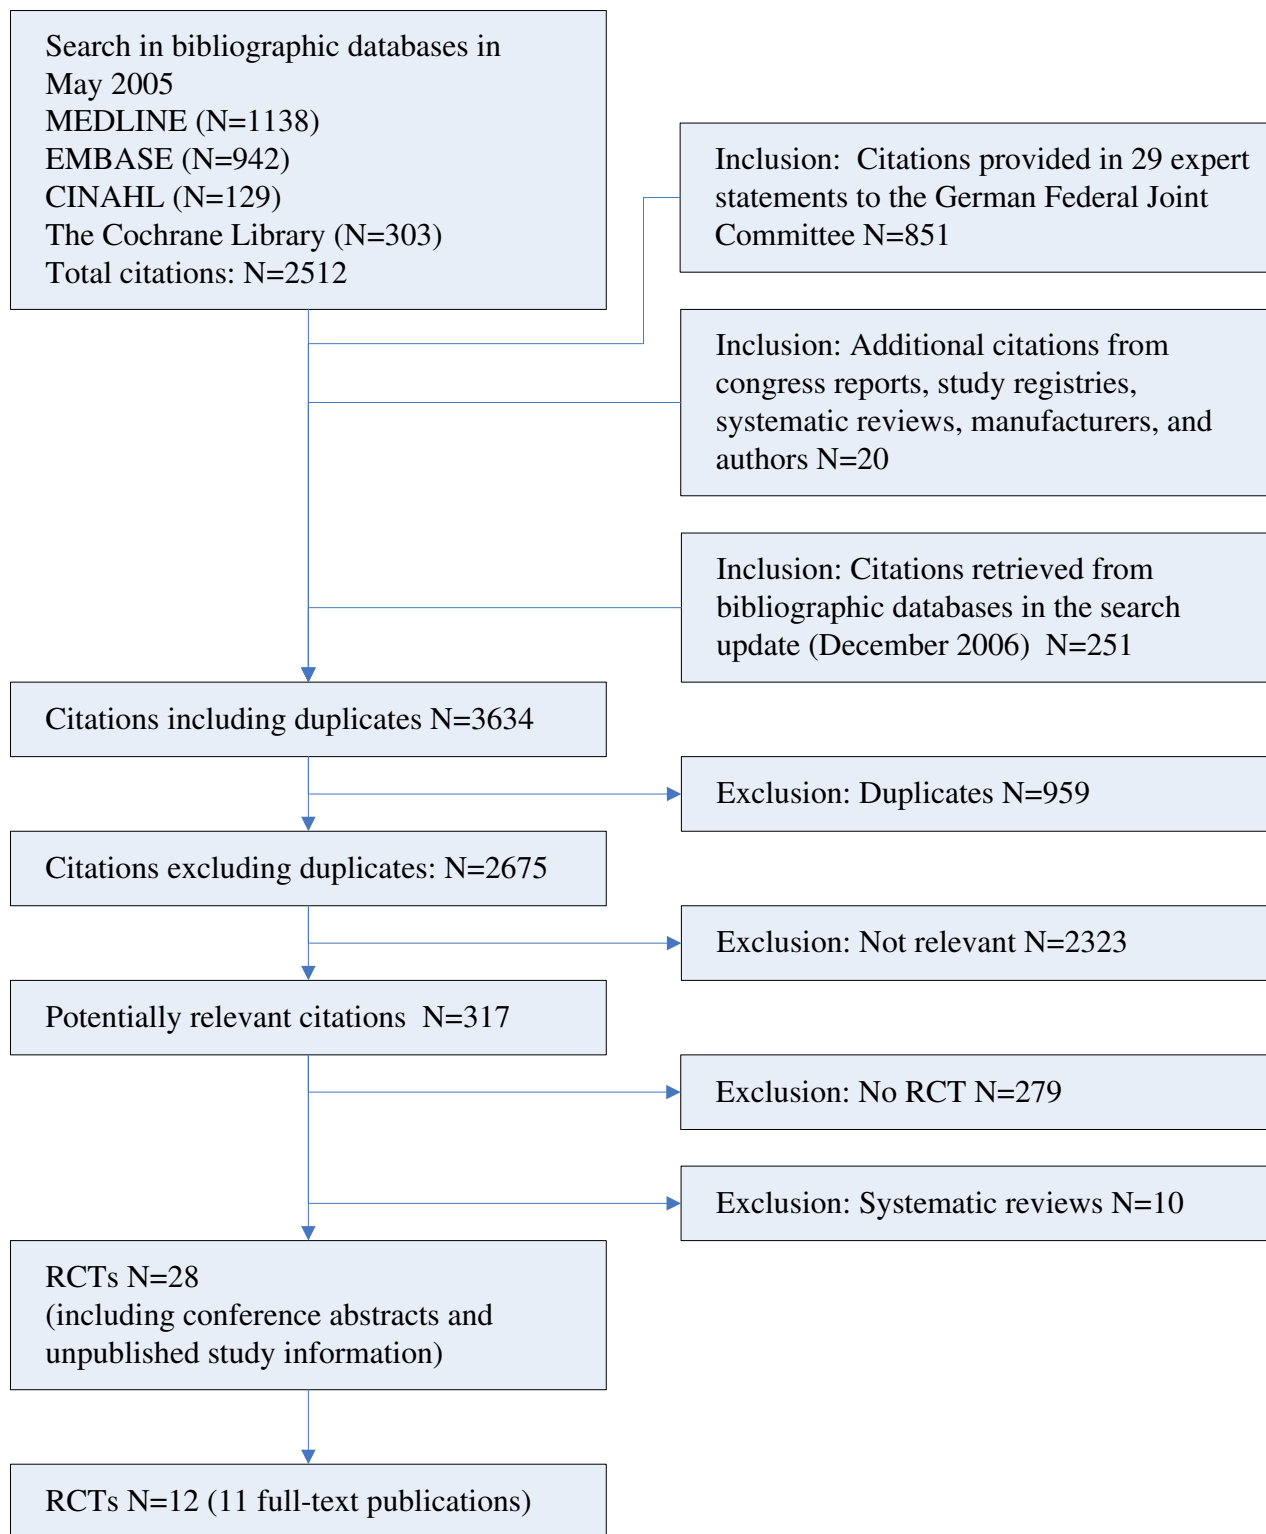 Search in bibliographic databases in
May 2005
MEDLINE (N=1138)
EMBASE (N=942)
CINAHL (N=129)
The Cochrane Library (N=303)
Total citations: N=2512
Inclusion:  Citations provided in 29 expert
statements to the German Federal Joint
Committee N=851
Inclusion: Additional citations from
congress reports, study registries,
systematic reviews, manufacturers, and
authors N=20
Inclusion: Citations retrieved from
bibliographic databases in the search
update (December 2006)  N=251
Citations including duplicates N=3634
Exclusion: Duplicates N=959
Citations excluding duplicates: N=2675
Exclusion: Not relevant N=2323
Potentially relevant citations  N=317
Exclusion: No RCT N=279
Exclusion: Systematic reviews N=10
RCTs N=28
(including conference abstracts and
unpublished study information)
RCTs N=12 (11 full-text publications)